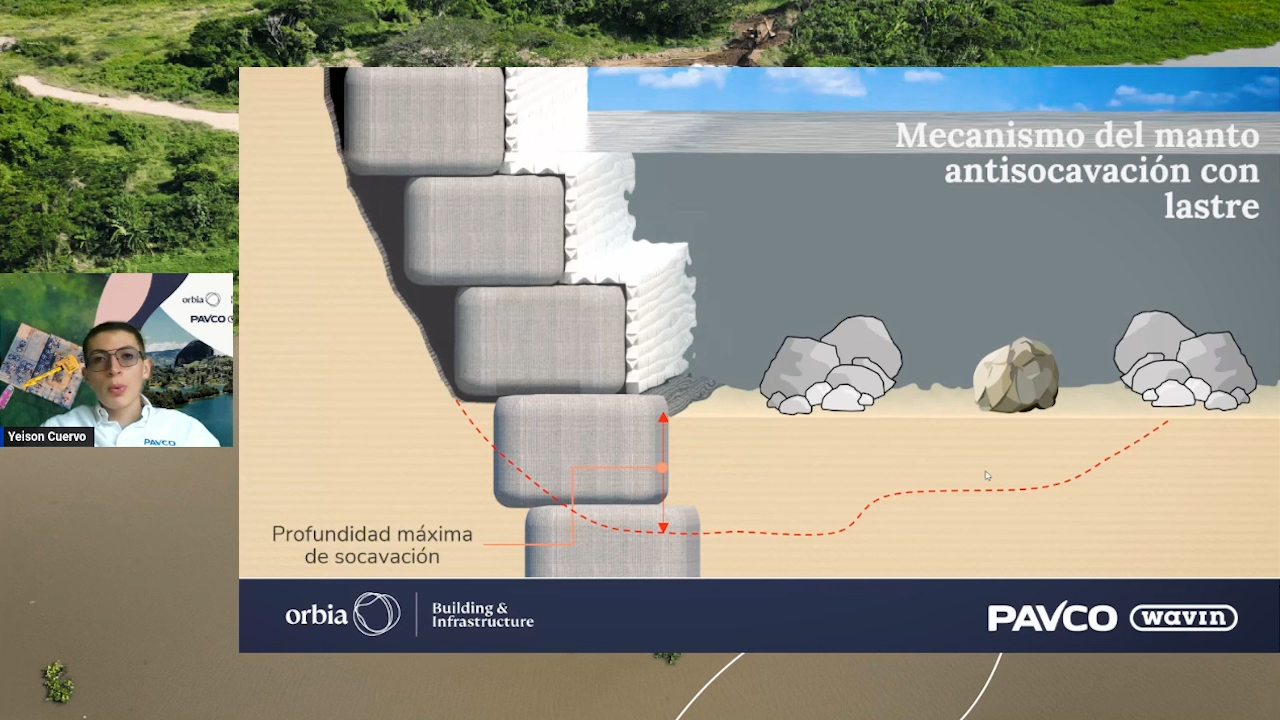 Mecanismo del manto
antisocavación con
lastre
orbia
PAVCO
PAVCO
Yeison Cuervo
Profundidad máxima
de socavación
orbia
Building &
Infrastructure
PAVCO wavin